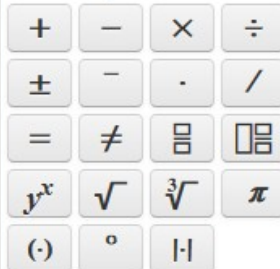 + − × ÷
± ¯ · /
= ≠
yˣ √ ∛ π
(·) ° |·|